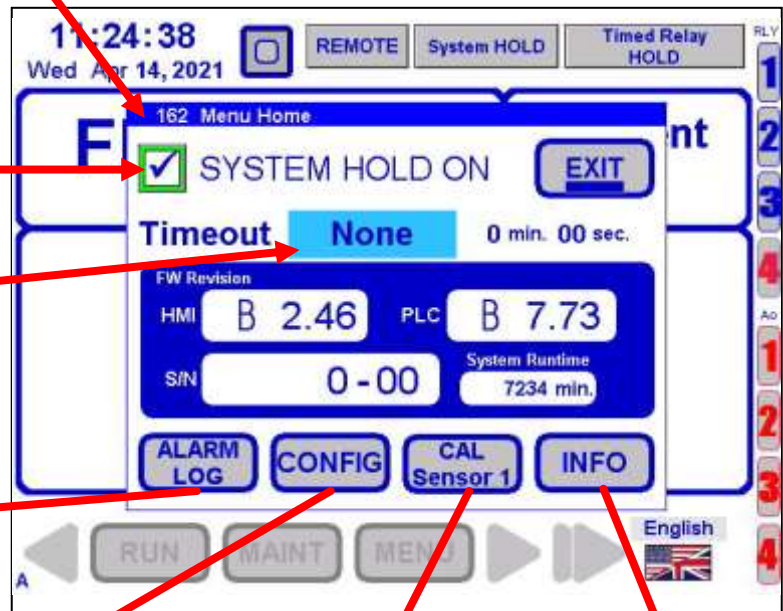 11:24:38
Wed Apr 14, 2021
REMOTE
System HOLD
Timed Relay
HOLD
RLY
1
2
3
4
Ao
1
2
3
4
F
nt
162 Menu Home
SYSTEM HOLD ON
EXIT
Timeout
None
0 min. 00 sec.
FW Revision
HMI
B 2.46
PLC
B 7.73
S/N
0-00
System Runtime
7234 min.
ALARM
LOG
CONFIG
CAL
Sensor 1
INFO
RUN
MAINT
MENU
English
A